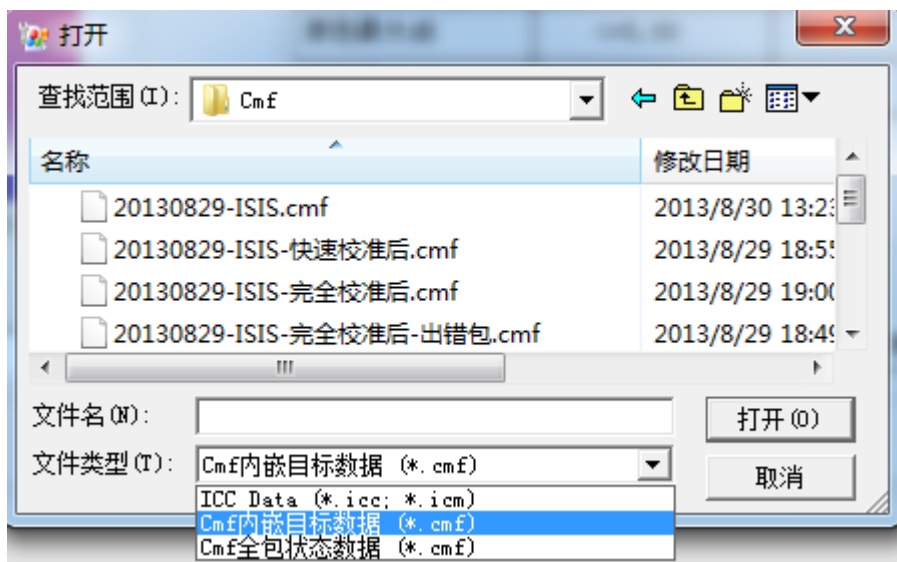 打开
查找范围(I):
Cmf
名称
修改日期
20130829-ISIS.cmf
2013/8/30 13:23
20130829-ISIS-快速校准后.cmf
2013/8/29 18:5
20130829-ISIS-完全校准后.cmf
2013/8/29 19:0
20130829-ISIS-完全校准后-出错包.cmf
2013/8/29 18:49
文件名(N):
打开(O)
文件类型(T):
Cmf内嵌目标数据 (*.cmf)
取消
ICC Data (*.icc; *.icm)
Cmf内嵌目标数据 (*.cmf)
Cmf全包状态数据 (*.cmf)